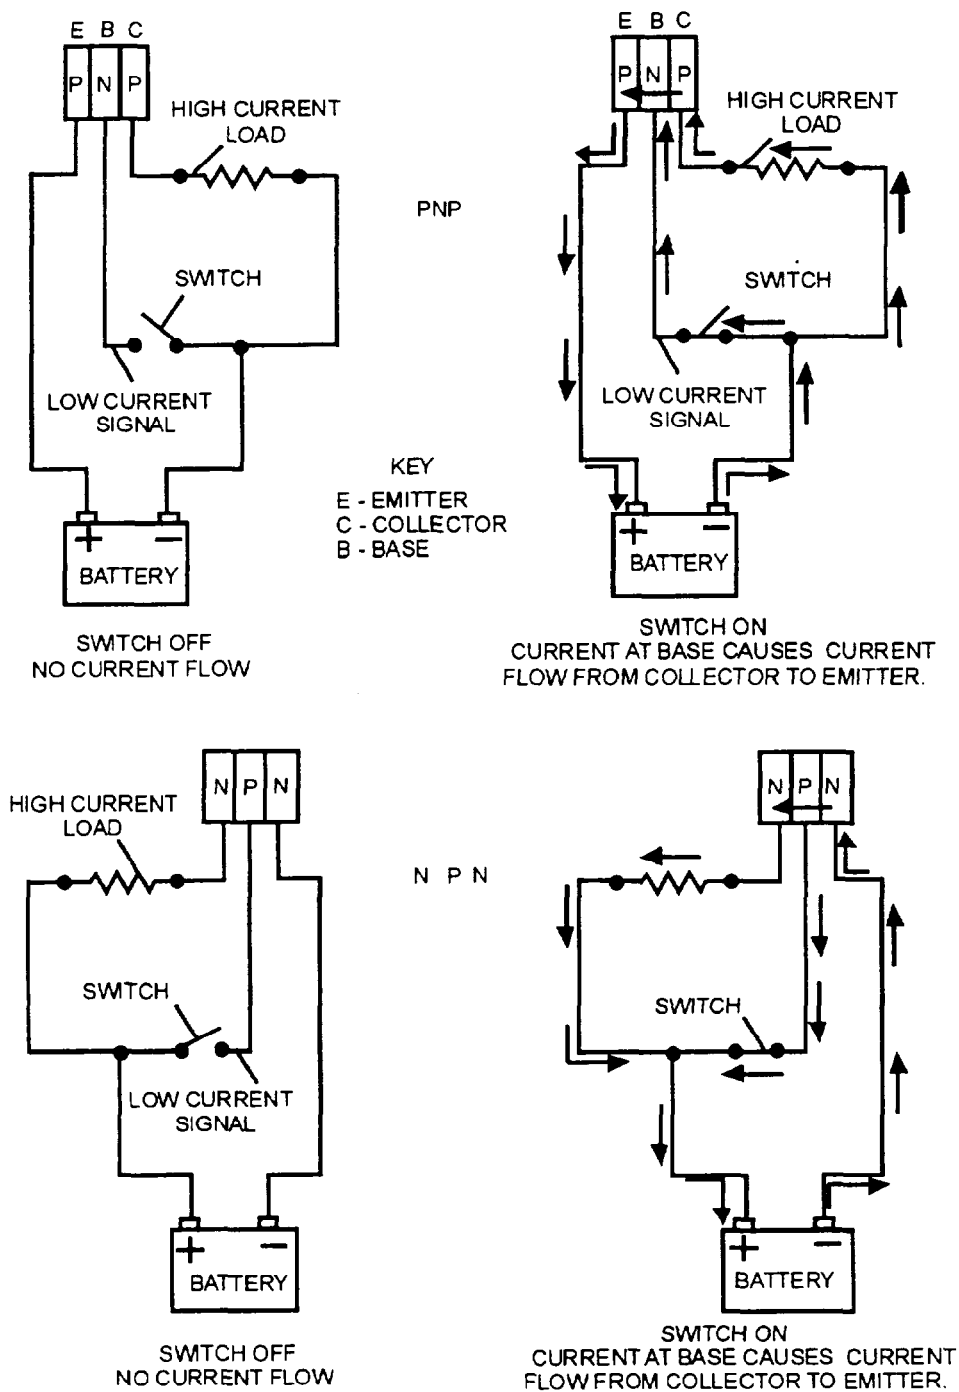 E B C
P N P
HIGH CURRENT
LOAD
SWITCH
LOW CURRENT
SIGNAL
+ −
BATTERY
SWITCH OFF
NO CURRENT FLOW
PNP
KEY
E - EMITTER
C - COLLECTOR
B - BASE
E B C
P N P
HIGH CURRENT
LOAD
SWITCH
LOW CURRENT
SIGNAL
+ −
BATTERY
SWITCH ON
CURRENT AT BASE CAUSES CURRENT
FLOW FROM COLLECTOR TO EMITTER.
N P N
HIGH CURRENT
LOAD
SWITCH
LOW CURRENT
SIGNAL
+ −
BATTERY
SWITCH OFF
NO CURRENT FLOW
N P N
N P N
SWITCH
+ −
BATTERY
SWITCH ON
CURRENT AT BASE CAUSES CURRENT
FLOW FROM COLLECTOR TO EMITTER.